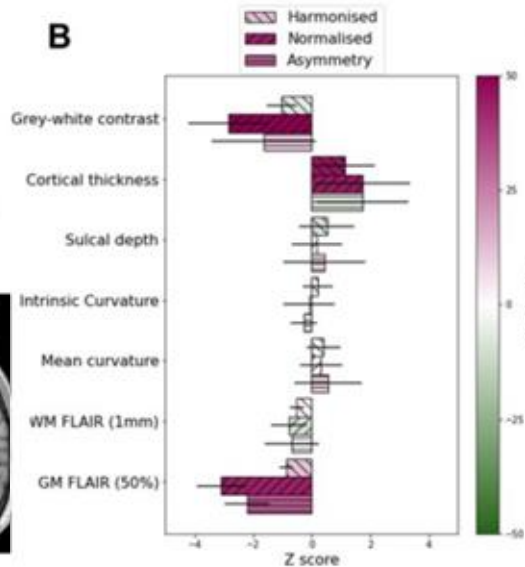 B
Harmonised
Normalised
Asymmetry
Grey-white contrast
Cortical thickness
Sulcal depth
Intrinsic Curvature
Mean curvature
WM FLAIR (1mm)
GM FLAIR (50%)
−4 −2 0 2 4
Z score
50
25
0
−25
−50